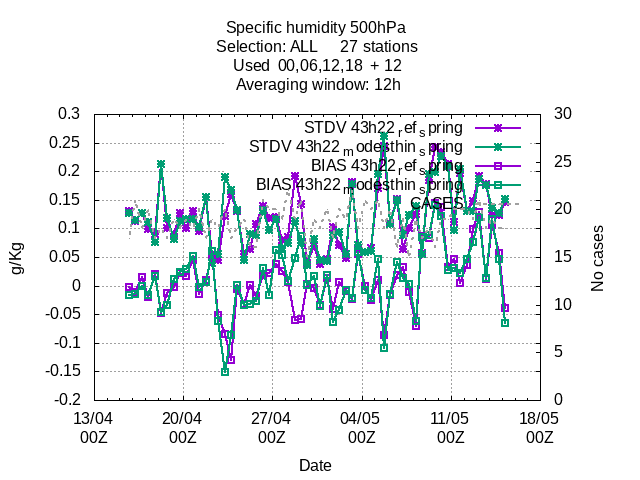 Specific humidity 500hPa
Selection: ALL 27 stations
Used 00,06,12,18 + 12
Averaging window: 12h
STDV 43h22_ref_spring
STDV 43h22_modesthin_spring
BIAS 43h22_ref_spring
BIAS 43h22_modesthin_spring
CASES
0.3
0.25
0.2
0.15
0.1
0.05
0
-0.05
-0.1
-0.15
-0.2
g/Kg
30
25
20
15
10
5
0
No cases
13/04 20/04 27/04 04/05 11/05 18/05
00Z 00Z 00Z 00Z 00Z 00Z
Date